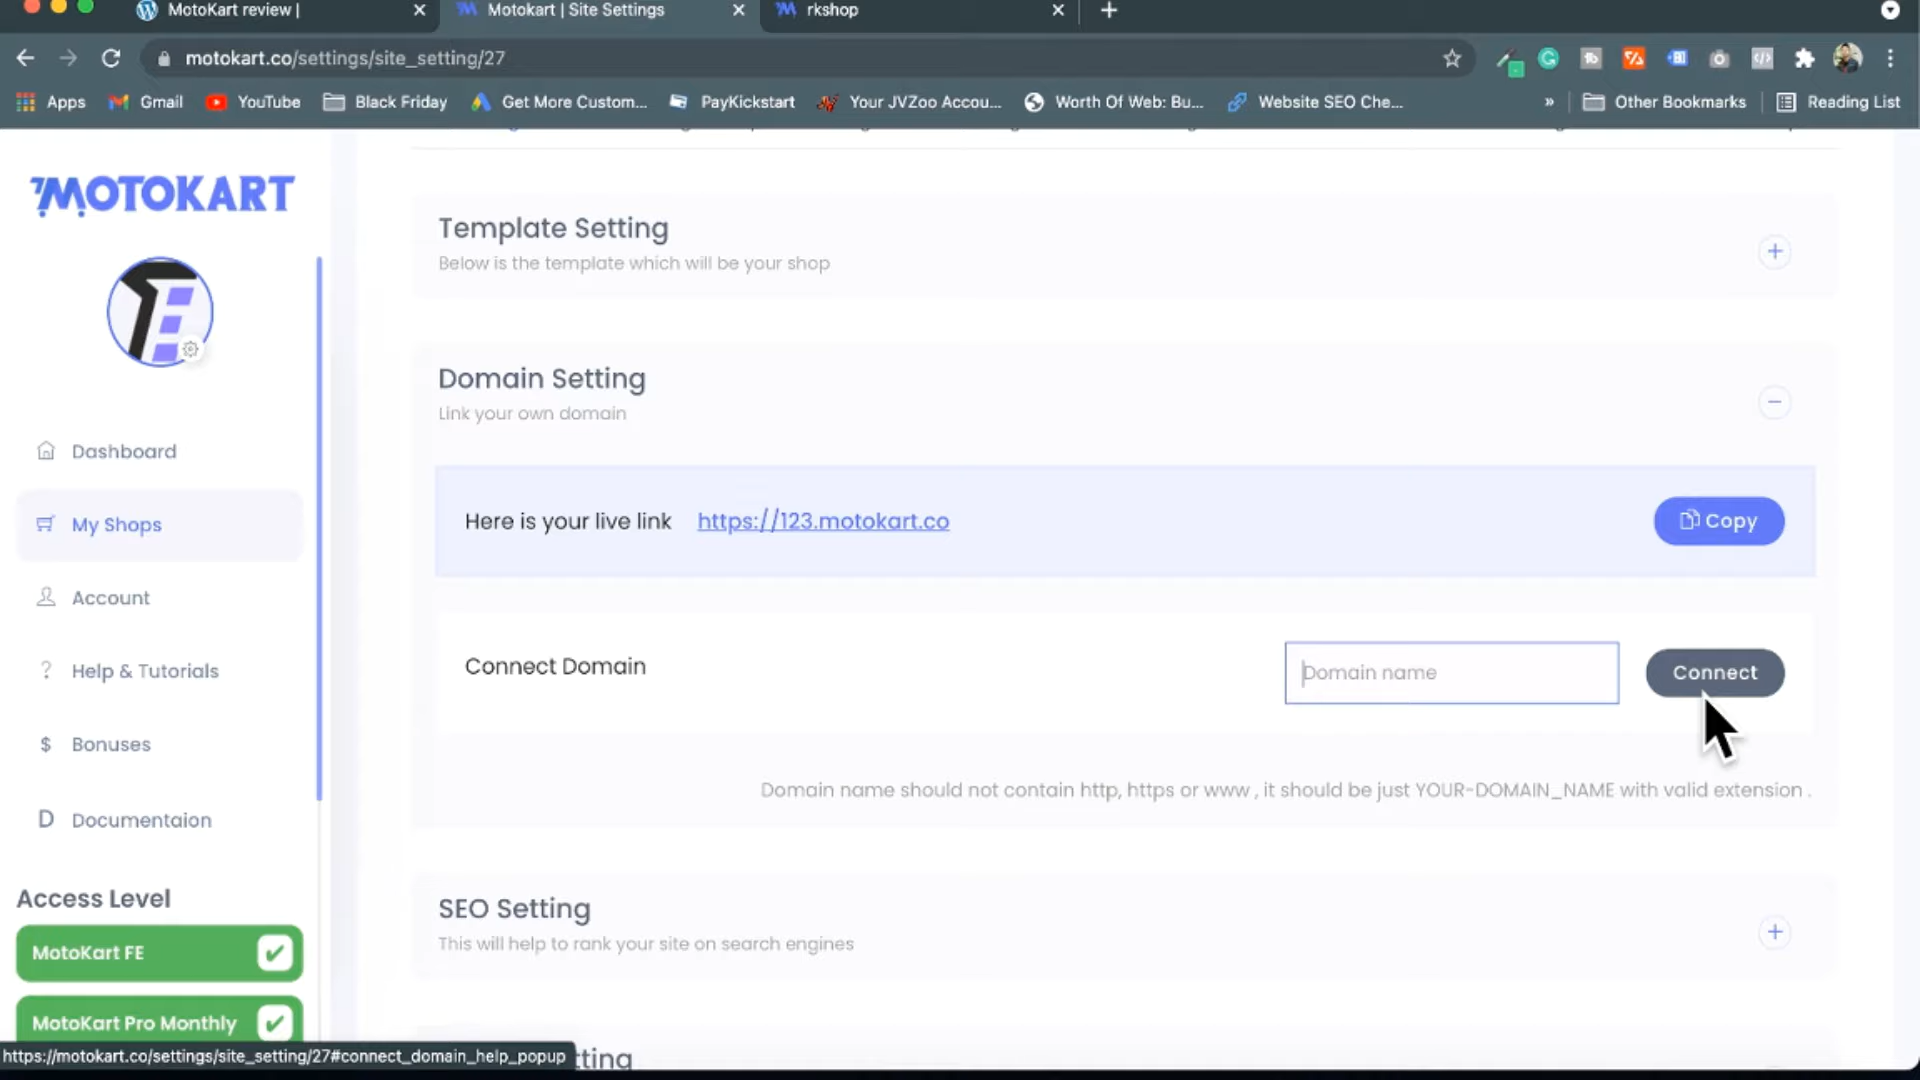 MotoKart review |
Motokart | Site Settings
rkshop
motokart.co/settings/site_setting/27
Apps
Gmail
YouTube
Black Friday
Get More Custom...
PayKickstart
Your JVZoo Accou...
Worth Of Web: Bu...
Website SEO Che...
»
Other Bookmarks
Reading List
MOTOKART
Dashboard
My Shops
Account
? Help & Tutorials
$ Bonuses
D Documentaion
Access Level
MotoKart FE
MotoKart Pro Monthly
Template Setting
Below is the template which will be your shop
Domain Setting
Link your own domain
Here is your live link https://123.motokart.co
Copy
Connect Domain
Domain name
Connect
Domain name should not contain http, https or www , it should be just YOUR-DOMAIN_NAME with valid extension .
SEO Setting
This will help to rank your site on search engines
https://motokart.co/settings/site_setting/27#connect_domain_help_popup